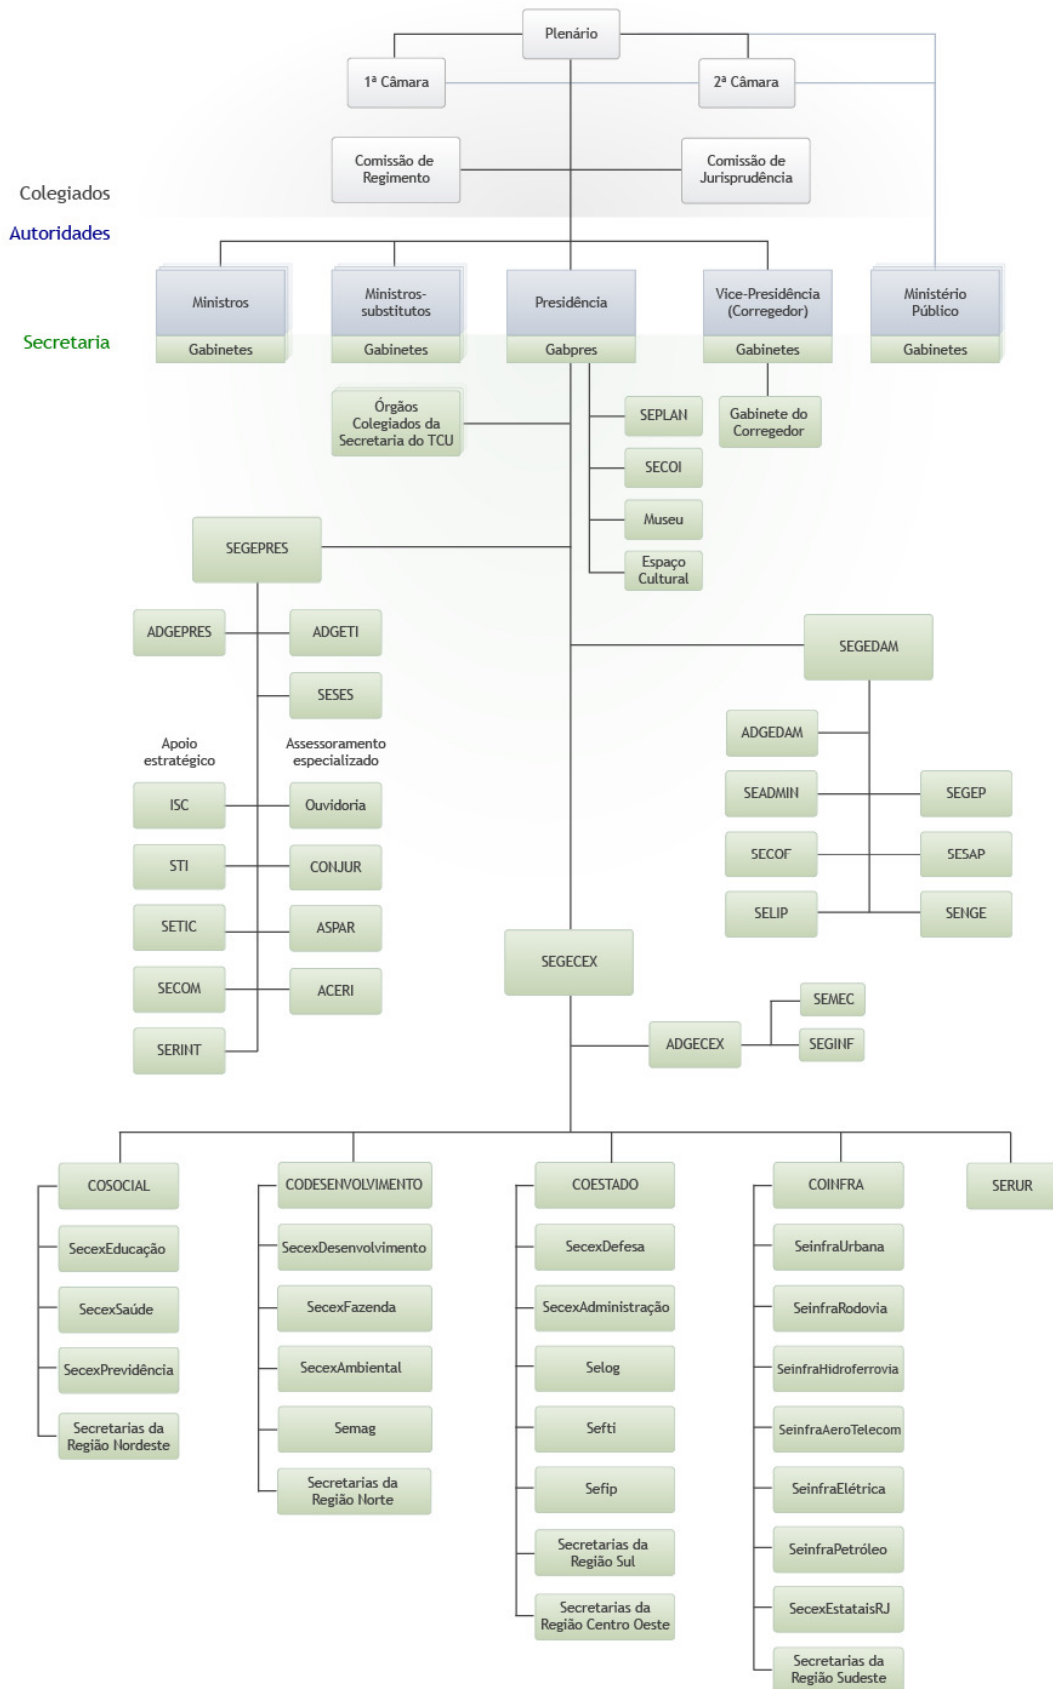 Plenário
1ª Câmara
2ª Câmara
Comissão de
Regimento
Comissão de
Jurisprudência
Colegiados
Autoridades
Ministros
Ministros-
substitutos
Presidência
Vice-Presidência
(Corregedor)
Ministério
Público
Secretaria
Gabinetes
Gabinetes
Gabpres
Gabinetes
Gabinetes
Órgãos
Colegiados da
Secretaria do TCU
SEPLAN
Gabinete do
Corregedor
SECOI
Museu
Espaço
Cultural
SEGEPRES
ADGEPRES
ADGETI
SESES
Apoio
estratégico
Assessoramento
especializado
ISC
Ouvidoria
STI
CONJUR
SETIC
ASPAR
SECOM
ACERI
SERINT
SEGEDAM
ADGEDAM
SEADMIN
SEGEP
SECOF
SESAP
SELIP
SENGE
SEGECEX
ADGECEX
SEMEC
SEGINF
COSOCIAL
SecexEducação
SecexSaúde
SecexPrevidência
Secretarias da
Região Nordeste
CODESENVOLVIMENTO
SecexDesenvolvimento
SecexFazenda
SecexAmbiental
Semag
Secretarias da
Região Norte
COESTADO
SecexDefesa
SecexAdministração
Selog
Sefti
Sefip
Secretarias da
Região Sul
Secretarias da
Região Centro Oeste
COINFRA
SeinfraUrbana
SeinfraRodovia
SeinfraHidroferrovia
SeinfraAeroTelecom
SeinfraElétrica
SeinfraPetróleo
SecexEstataisRJ
Secretarias da
Região Sudeste
SERUR